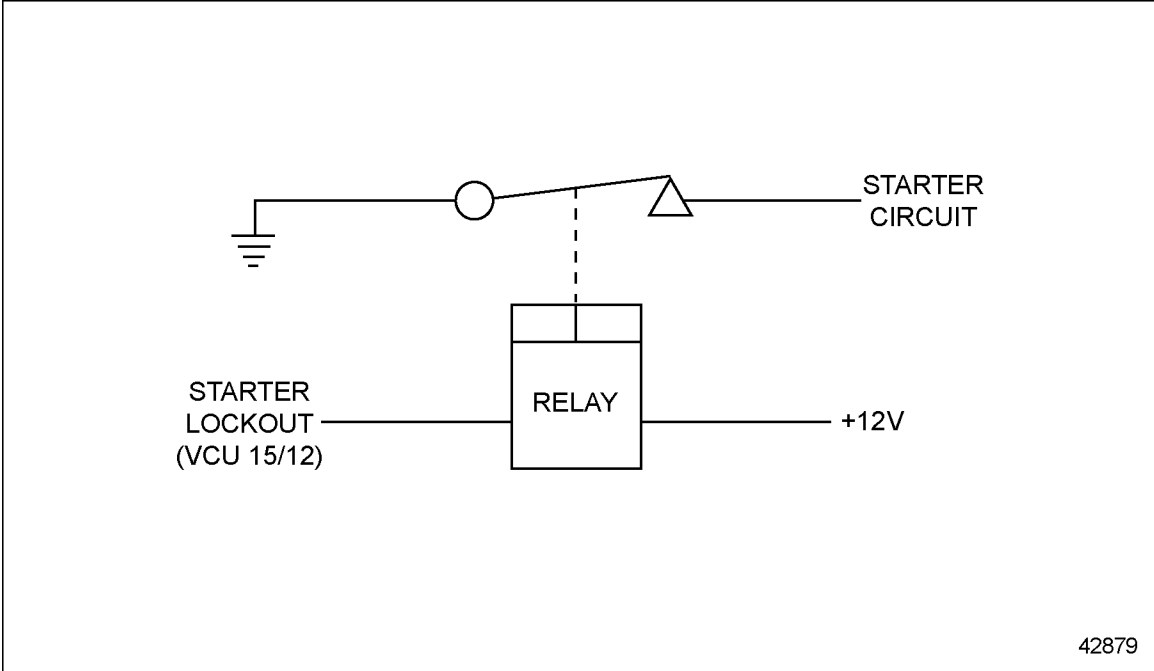 STARTER
CIRCUIT
STARTER
LOCKOUT
(VCU 15/12)
RELAY
+12V
42879